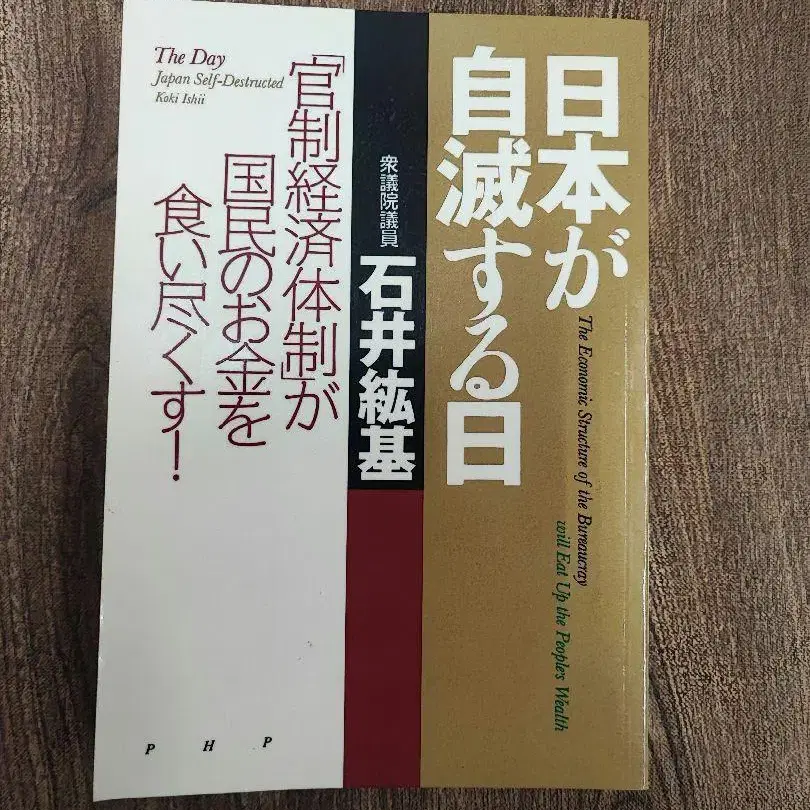 日本が
自滅する日
The Economic Structure of the Bureaucray
will Eat Up the People's Wealth
衆議院議員
石井紘基
The Day
Japan Self-Destructed
Koki Ishii
「官制経済体制」が
国民のお金を
食い尽くす!
PHP